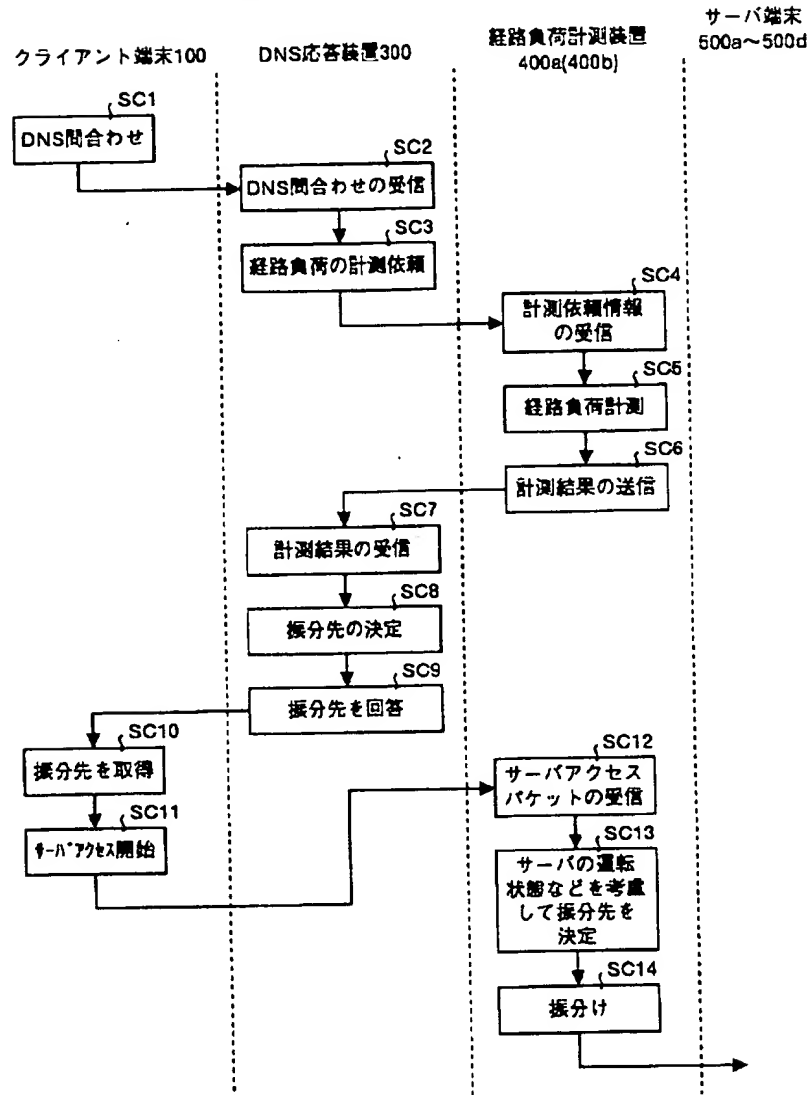 クライアント端末100
DNS応答装置300
経路負荷計測装置
400a(400b)
サーバ端末
500a～500d
SC1
DNS問合わせ
SC2
DNS問合わせの受信
SC3
経路負荷の計測依頼
SC4
計測依頼情報
の受信
SC5
経路負荷計測
SC6
計測結果の送信
SC7
計測結果の受信
SC8
振分先の決定
SC9
振分先を回答
SC10
振分先を取得
SC11
ｻｰﾊﾞｱｸｾｽ開始
SC12
サーバアクセス
パケットの受信
SC13
サーバの運転
状態などを考慮
して振分先を
決定
SC14
振分け